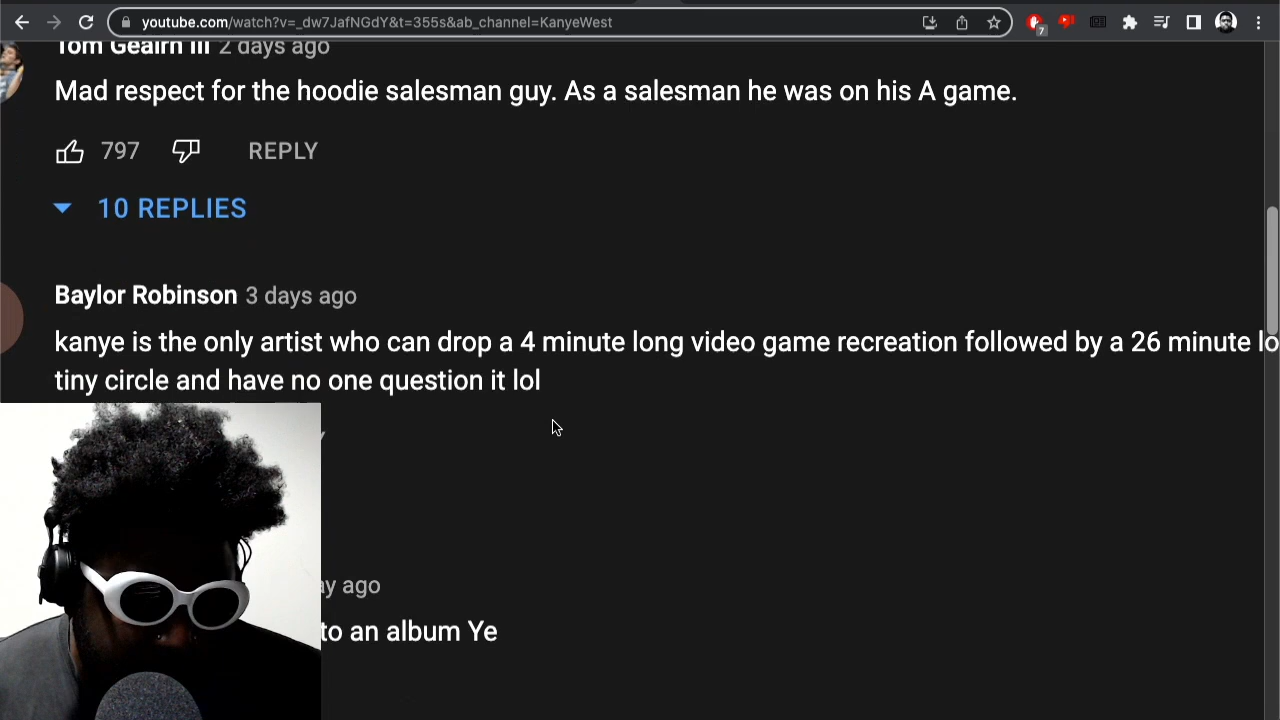 youtube.com/watch?v=_dw7JafNGdY&t=355s&ab_channel=KanyeWest
7
Tom Gealrn III 2 days ago
Mad respect for the hoodie salesman guy. As a salesman he was on his A game.
797 REPLY
10 REPLIES
Baylor Robinson 3 days ago
kanye is the only artist who can drop a 4 minute long video game recreation followed by a 26 minute lo
tiny circle and have no one question it lol
ay ago
to an album Ye